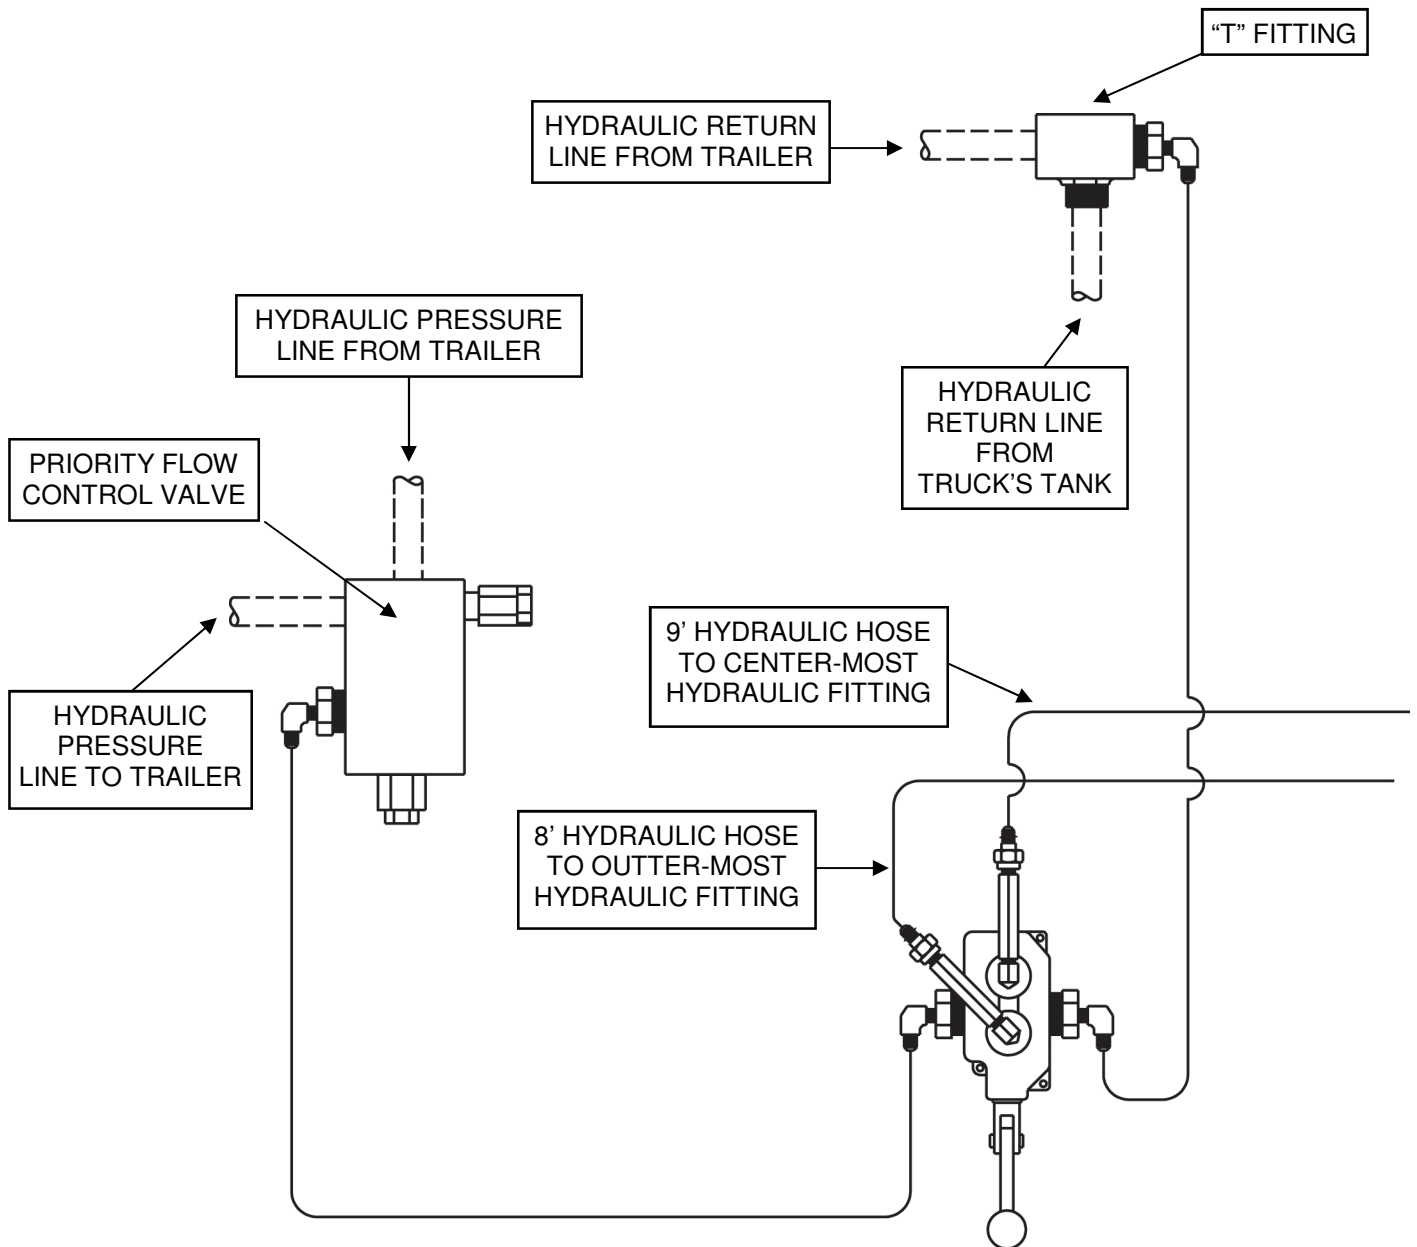 “T” FITTING
HYDRAULIC RETURN
LINE FROM TRAILER
HYDRAULIC PRESSURE
LINE FROM TRAILER
HYDRAULIC
RETURN LINE
FROM
TRUCK’S TANK
PRIORITY FLOW
CONTROL VALVE
9’ HYDRAULIC HOSE
TO CENTER-MOST
HYDRAULIC FITTING
HYDRAULIC
PRESSURE
LINE TO TRAILER
8’ HYDRAULIC HOSE
TO OUTTER-MOST
HYDRAULIC FITTING